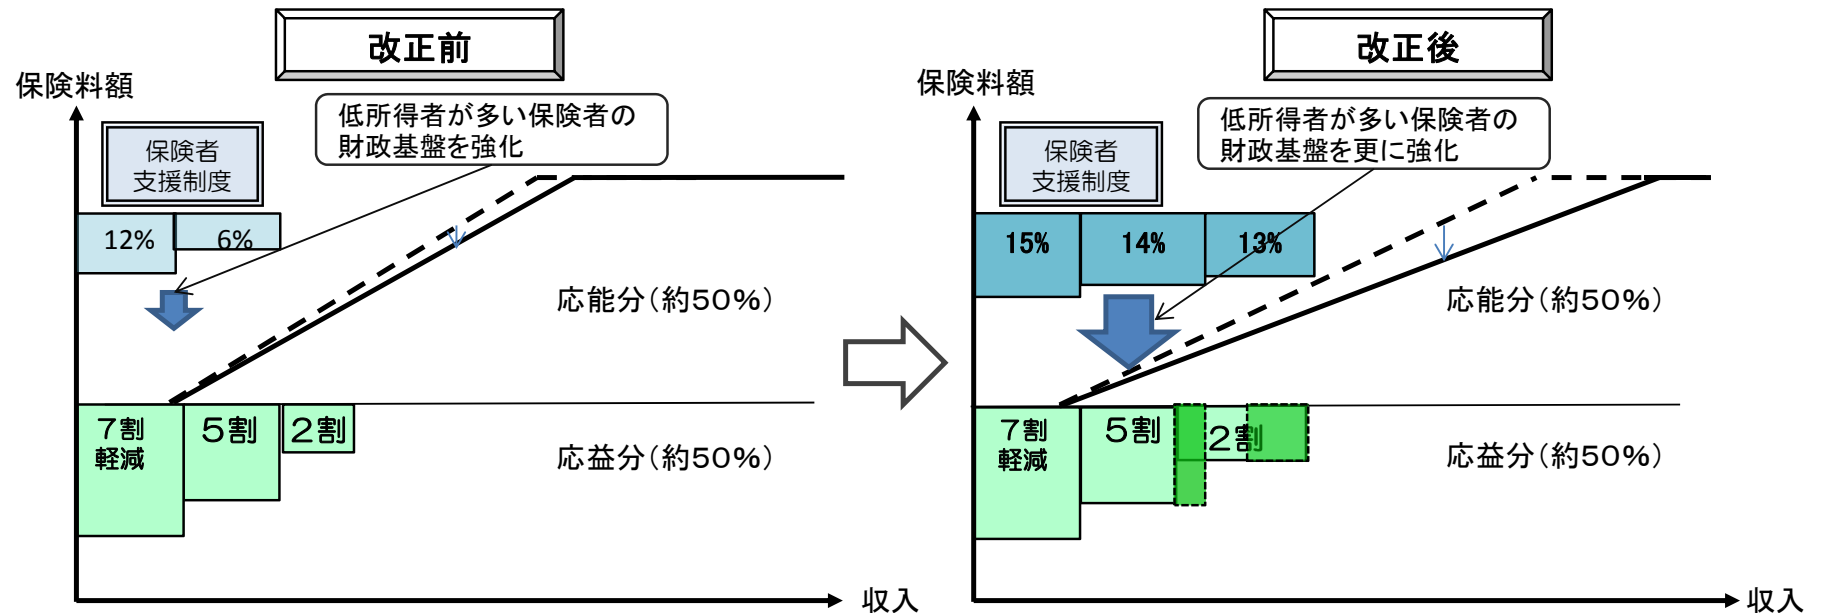 改正前
保険料額
低所得者が多い保険者の
財政基盤を強化
保険者
支援制度
12%
6%
応能分(約50%)
7割
軽減
5割
2割
応益分(約50%)
収入
改正後
保険料額
低所得者が多い保険者の
財政基盤を更に強化
保険者
支援制度
15%
14%
13%
応能分(約50%)
7割
軽減
5割
2割
応益分(約50%)
収入